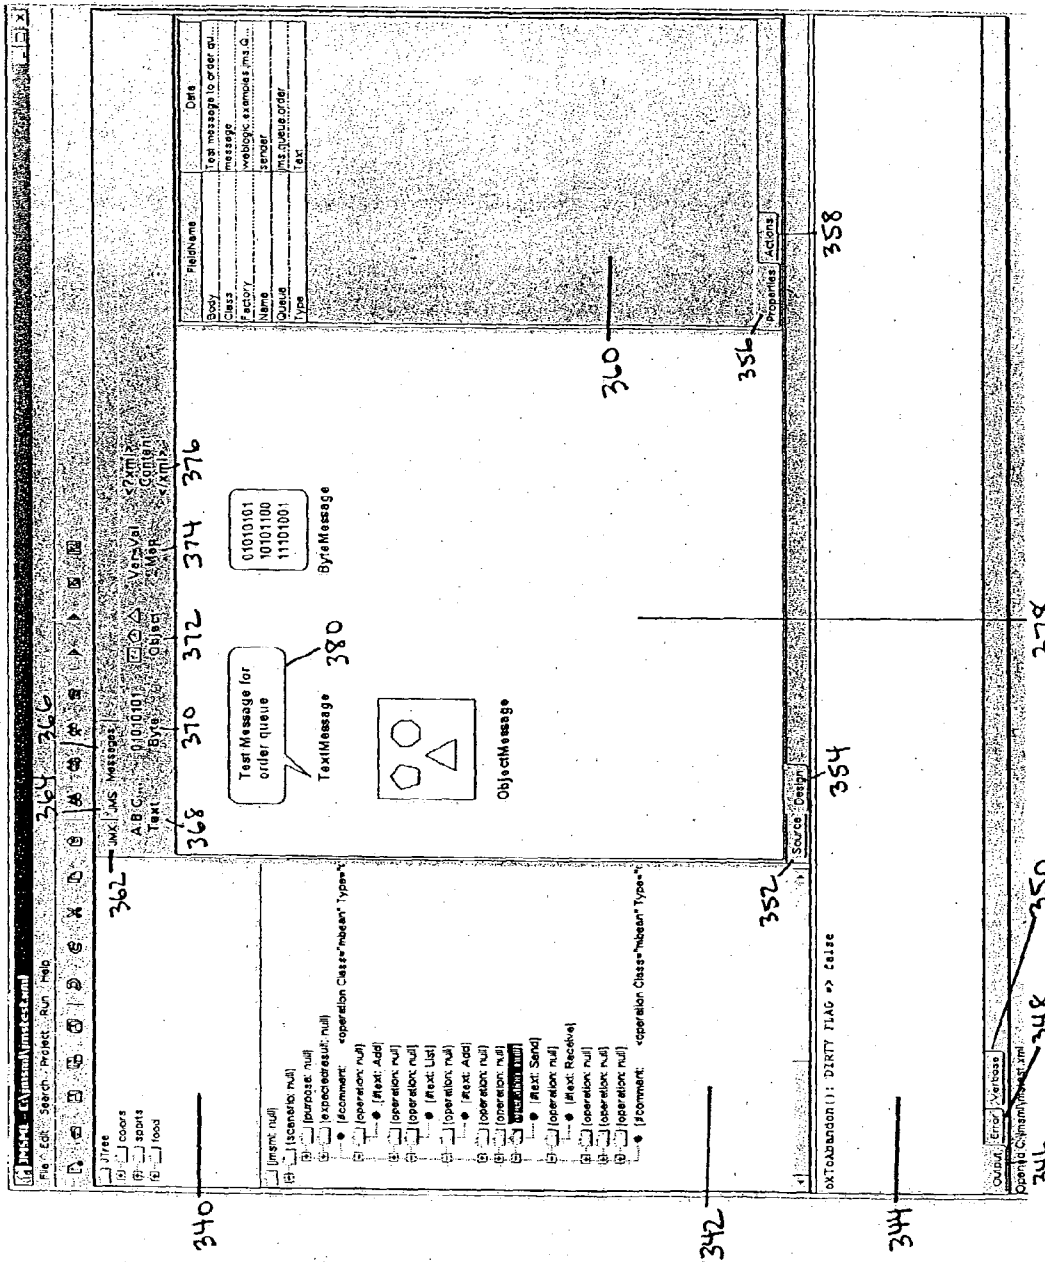 JMSML - C:\jmsml\jmstest.xml
File Edit Search Project Run Help
JTree
colors
sports
food
340
[jmsml: null]
[scenario: null]
[purpose: null]
[expectedresult: null]
[#comment: <operation Class="mbean" Type="
[operation: null]
[#text: Add]
[operation: null]
[operation: null]
[#text: List]
[operation: null]
[#text: Add]
[operation: null]
[operation: null]
[operation: null]
[#text: Send]
[operation: null]
[#text: Receive]
[operation: null]
[operation: null]
[operation: null]
[#comment: <operation Class="mbean" Type="
342
362
364
366
JMX JMS Messages
A B C...
Text
01010101
Byte
Object
Var=Val
Map
<?xml>
Content
</xml>
368
370
372
374
376
Test Message for
order queue
TextMessage
380
01010101
10101100
11101001
ByteMessage
ObjectMessage
FieldName Data
Body Test message to order qu...
Class message
Factory weblogic.examples.jms.Q...
Name sender
Queue jms.queue.order
Type Text
360
Properties Actions
356
358
Source Design
352
354
378
okToAbandon(): DIRTY FLAG => false
344
Output Error Verbose
Opened C:\jmsml\jmstest.xml
346
348
350